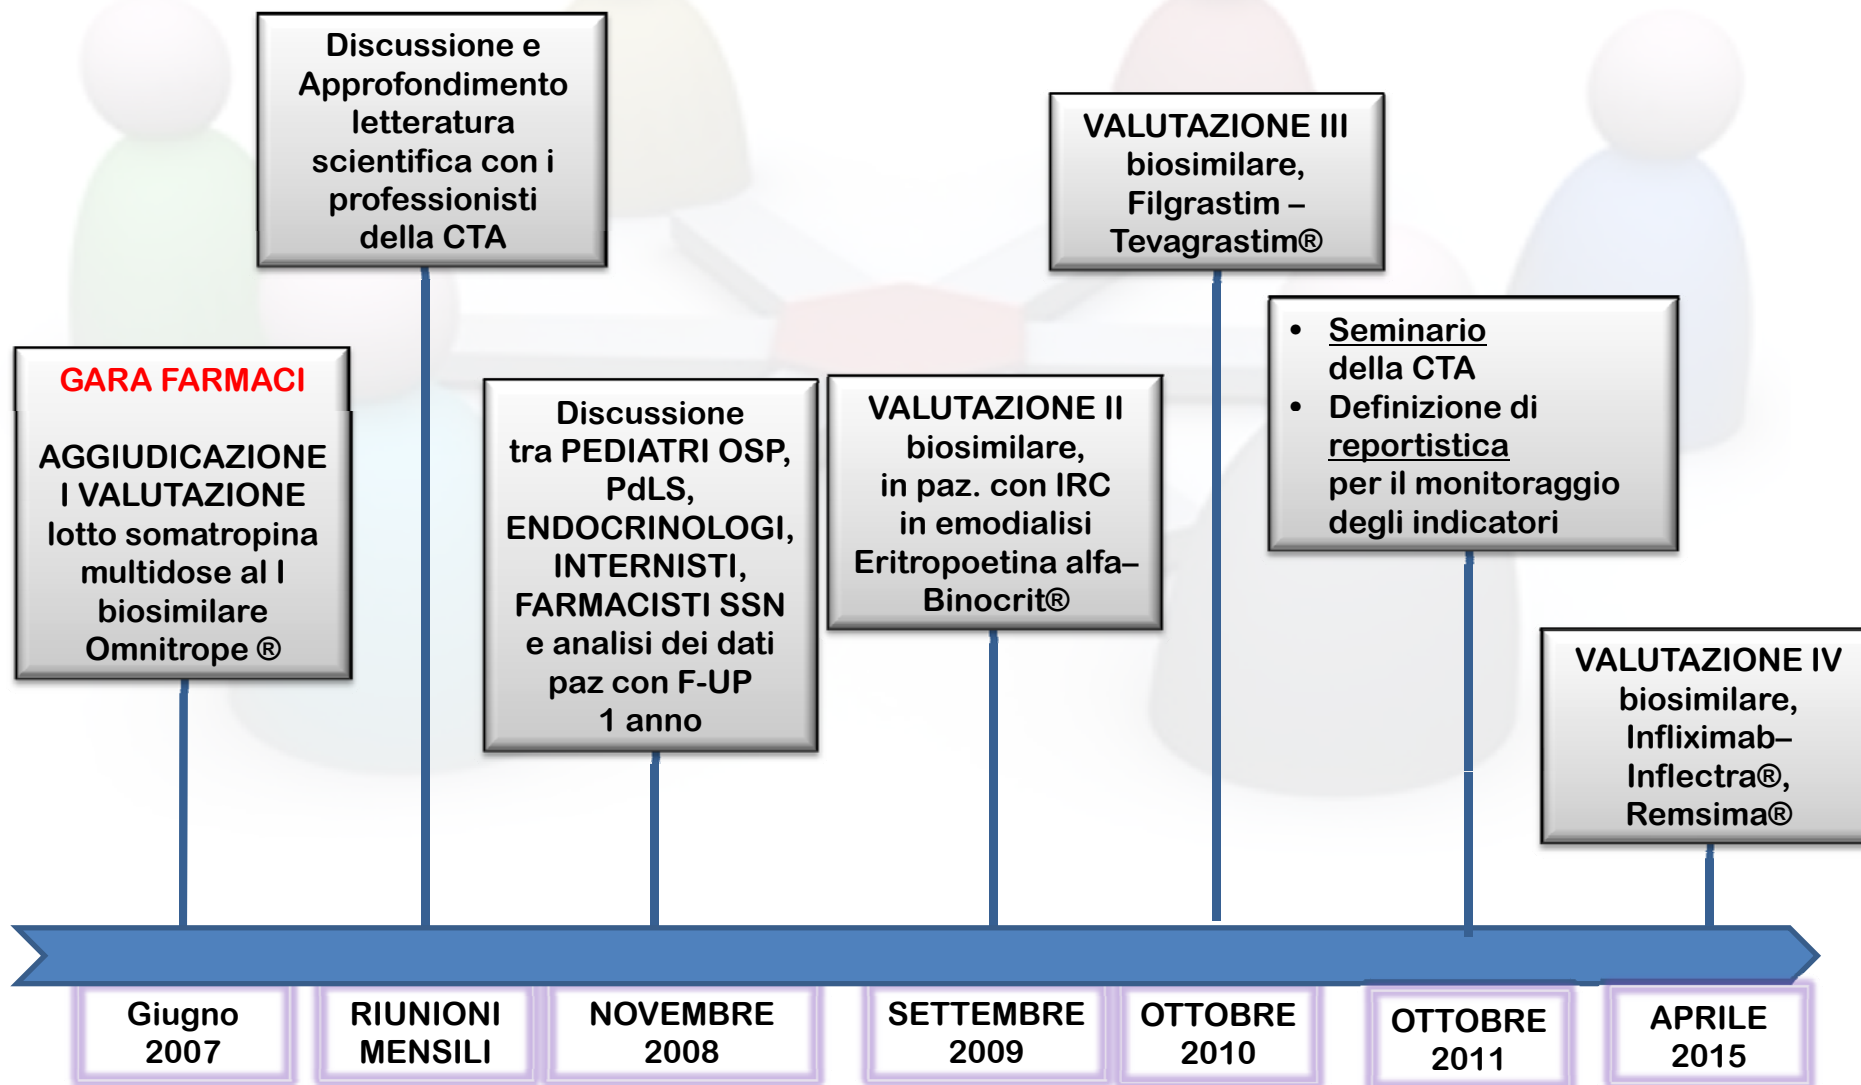 Discussione e
Approfondimento
letteratura
scientifica con i
professionisti
della CTA
VALUTAZIONE III
biosimilare,
Filgrastim –
Tevagrastim®
• Seminario
della CTA
• Definizione di
reportistica
per il monitoraggio
degli indicatori
GARA FARMACI
AGGIUDICAZIONE
I VALUTAZIONE
lotto somatropina
multidose al I
biosimilare
Omnitrope ®
Discussione
tra PEDIATRI OSP,
PdLS,
ENDOCRINOLOGI,
INTERNISTI,
FARMACISTI SSN
e analisi dei dati
paz con F-UP
1 anno
VALUTAZIONE II
biosimilare,
in paz. con IRC
in emodialisi
Eritropoetina alfa–
Binocrit®
VALUTAZIONE IV
biosimilare,
Infliximab–
Inflectra®,
Remsima®
Giugno
2007
RIUNIONI
MENSILI
NOVEMBRE
2008
SETTEMBRE
2009
OTTOBRE
2010
OTTOBRE
2011
APRILE
2015